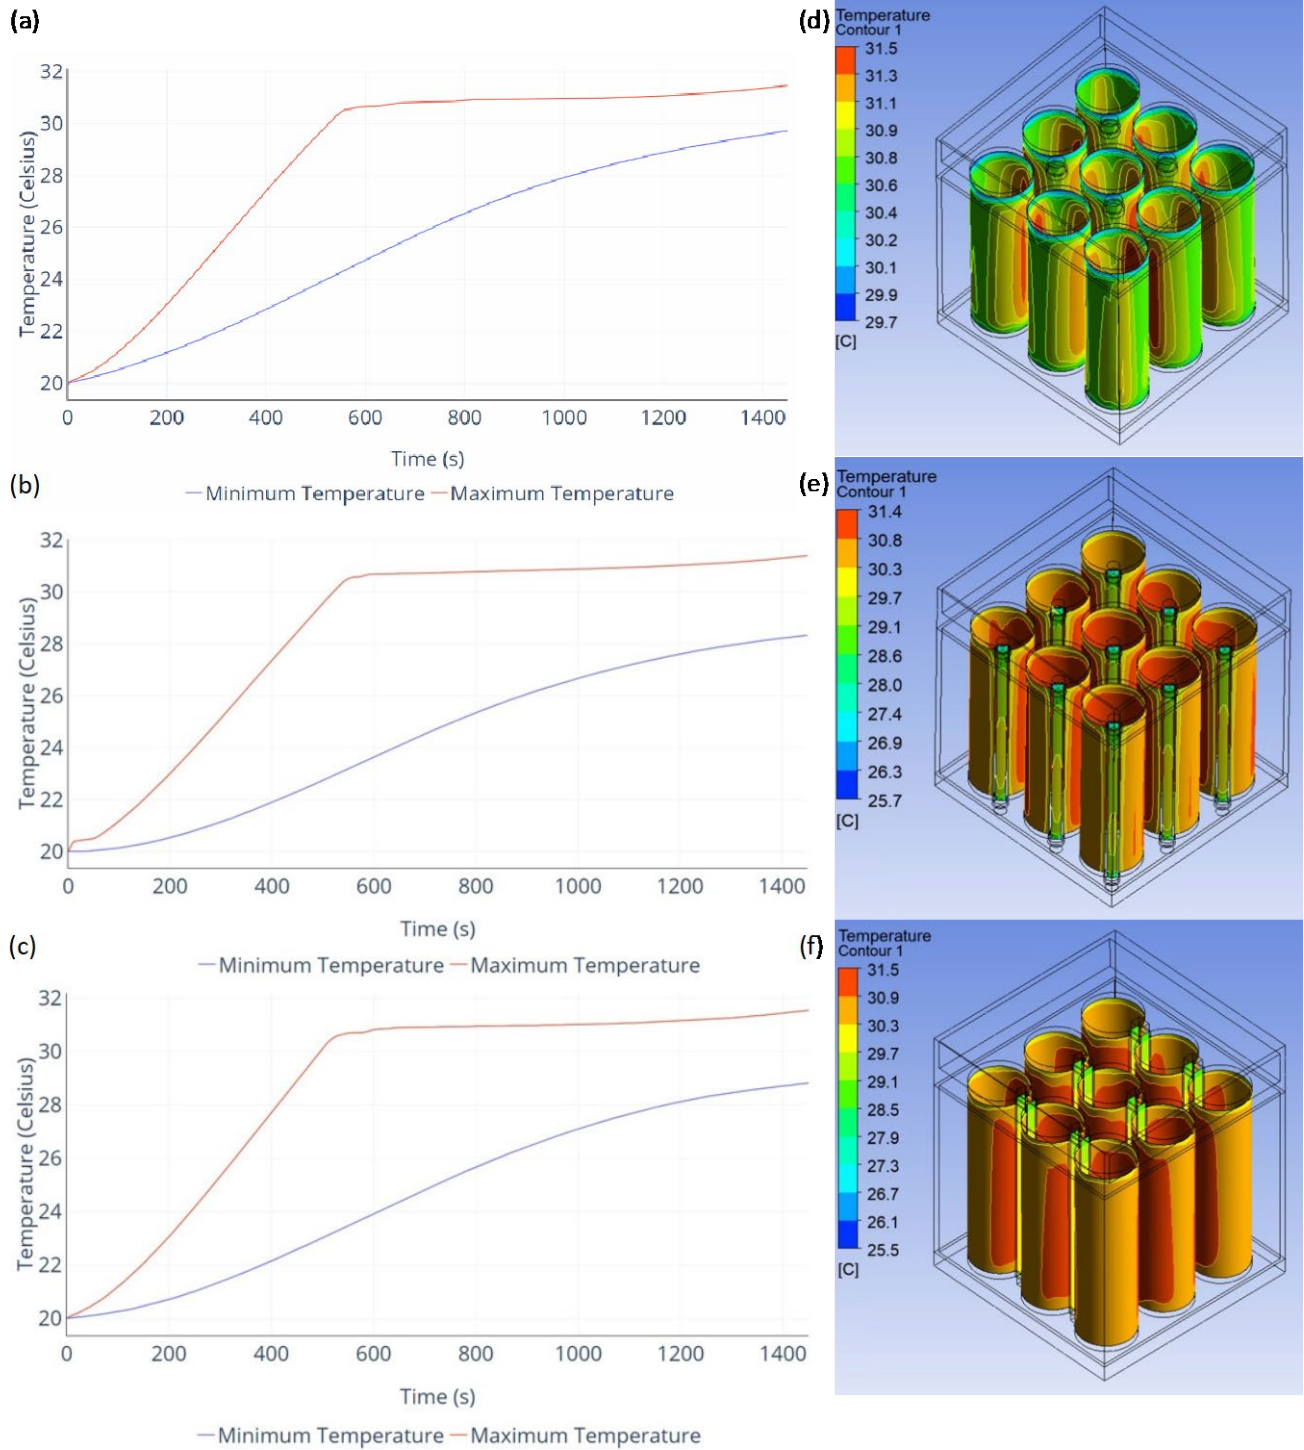 (a)
32
30
28
26
24
22
20
Temperature (Celsius)
0 200 400 600 800 1000 1200 1400
Time (s)
Minimum Temperature Maximum Temperature
(d)
Temperature
Contour 1
31.5
31.3
31.1
30.9
30.8
30.6
30.4
30.2
30.1
29.9
29.7
[C]
(b)
32
30
28
26
24
22
20
Temperature (Celsius)
0 200 400 600 800 1000 1200 1400
Time (s)
Minimum Temperature Maximum Temperature
(e)
Temperature
Contour 1
31.4
30.8
30.3
29.7
29.1
28.6
28.0
27.4
26.9
26.3
25.7
[C]
(c)
32
30
28
26
24
22
20
Temperature (Celsius)
0 200 400 600 800 1000 1200 1400
Time (s)
Minimum Temperature Maximum Temperature
(f)
Temperature
Contour 1
31.5
30.9
30.3
29.7
29.1
28.5
27.9
27.3
26.7
26.1
25.5
[C]